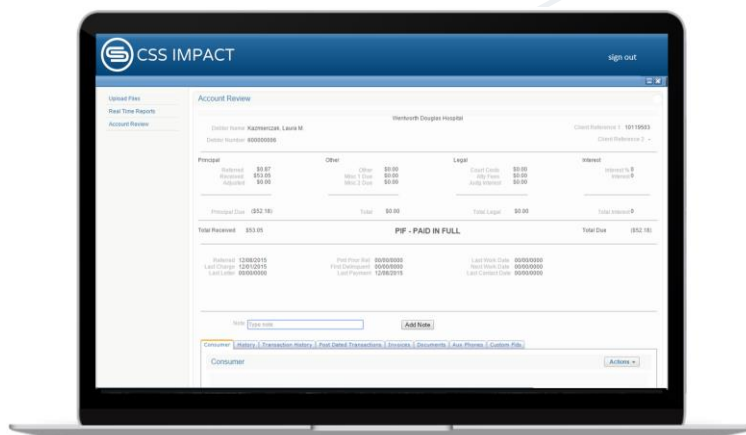 CSS IMPACT
sign out
Upload Files
Real Time Reports
Account Review
Account Review
Wentworth Douglas Hospital
Debtor Name Kazmierczak, Laura M
Client Reference 1 10119503
Debtor Number 000000000
Client Reference 2 --
Principal Other Legal Interest
Referred $0.87 Other $0.00 Court Costs $0.00 Interest % 0
Received $53.05 Misc 1 Due $0.00 Atty Fees $0.00 Interest 0
Adjusted $0.00 Misc 2 Due $0.00 Judg Interest $0.00
Principal Due ($52.18) Total $0.00 Total Legal $0.00 Total Interest 0
Total Received $53.05 PIF - PAID IN FULL Total Due ($52.18)
Referred 12/08/2015 Pmt Prior Ref 00/00/0000 Last Work Date 00/00/0000
Last Charge 12/01/2015 First Delinquent 00/00/0000 Next Work Date 00/00/0000
Last Letter 00/00/0000 Last Payment 12/08/2015 Last Contact Date 00/00/0000
Note Type note Add Note
Consumer History Transaction History Post Dated Transactions Invoices Documents Aux Phones Custom Flds
Consumer Actions